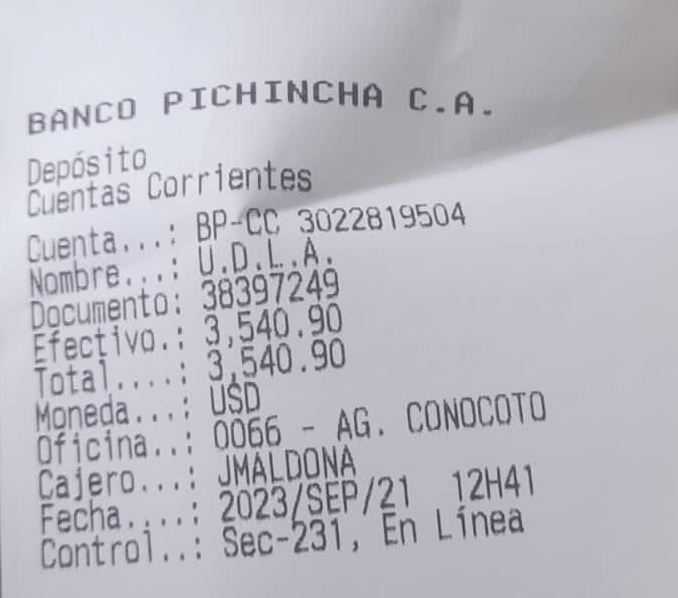 BANCO PICHINCHA C.A.
Depósito
Cuentas Corrientes
Cuenta...: BP-CC 3022819504
Nombre...: U.D.L.A.
Documento: 38397249
Efectivo.: 3,540.90
Total....: 3,540.90
Moneda...: USD
Oficina..: 0066 - AG. CONOCOTO
Cajero...: JMALDONA
Fecha....: 2023/SEP/21 12H41
Control..: Sec-231, En Línea